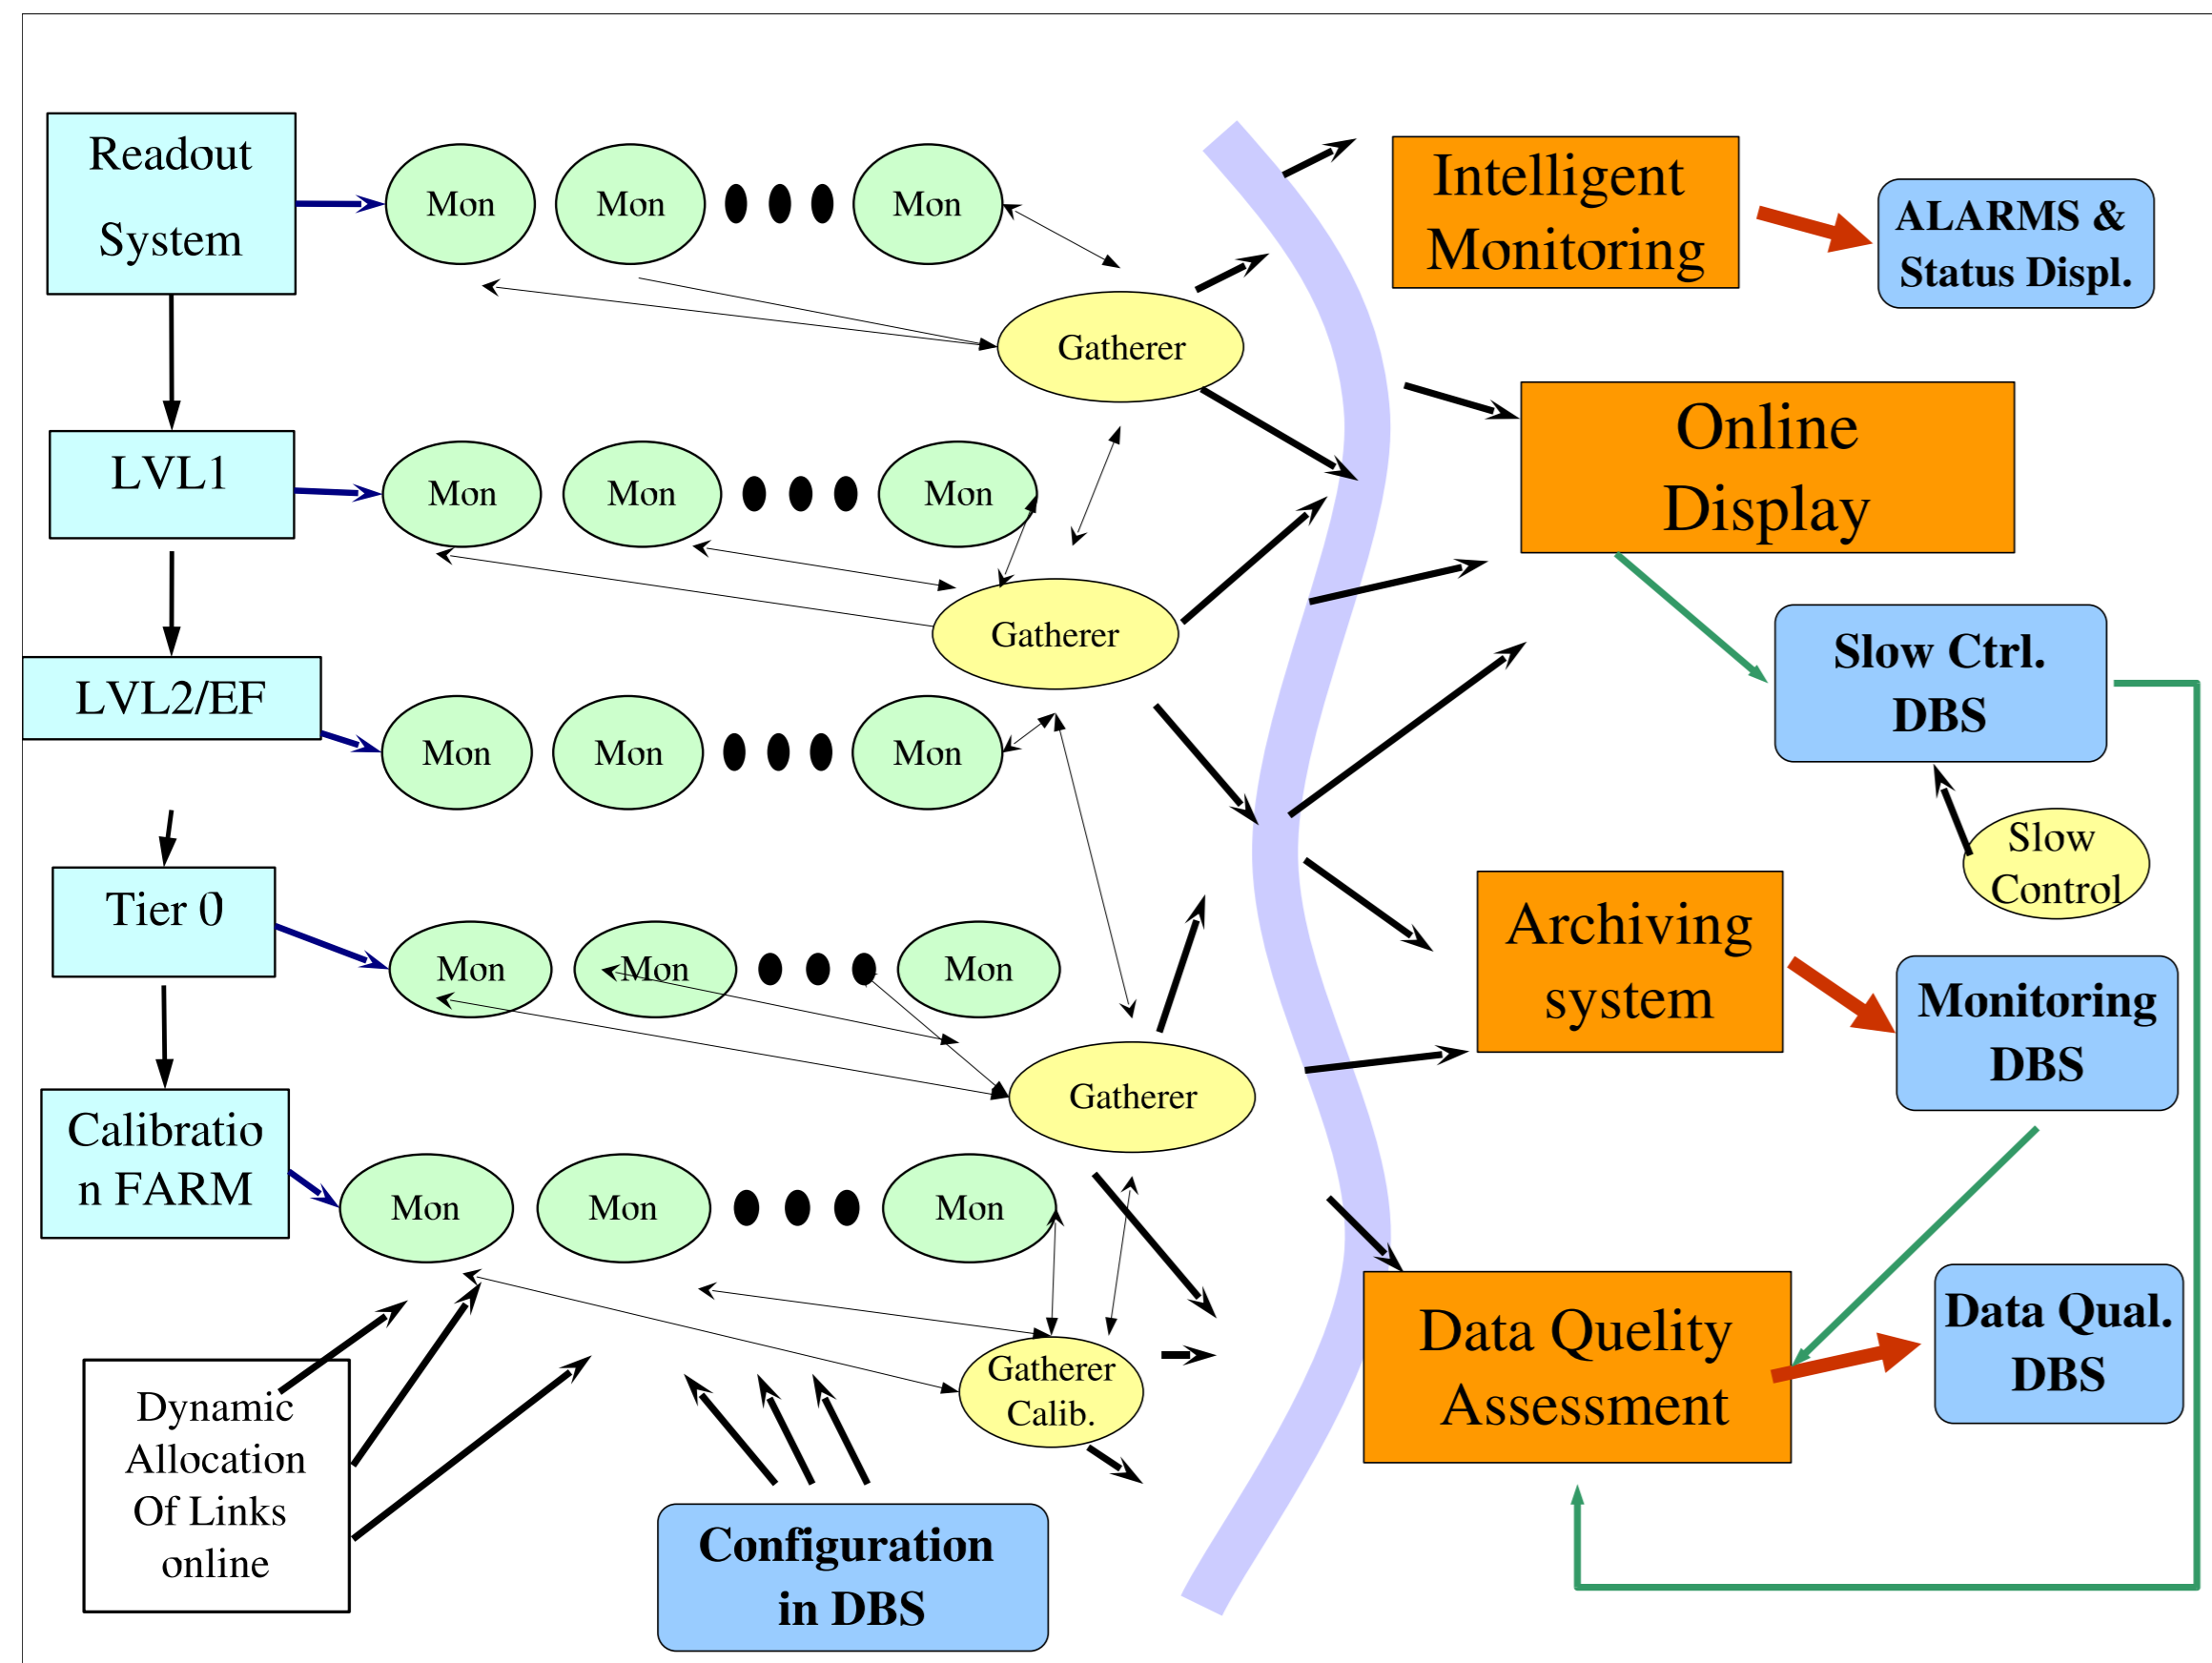 Readout
System
Mon
Mon
Mon
Gatherer
Intelligent
Monitoring
ALARMS &
Status Displ.
LVL1
Mon
Mon
Mon
Gatherer
Online
Display
LVL2/EF
Mon
Mon
Mon
Slow Ctrl.
DBS
Slow
Control
Tier 0
Mon
Mon
Mon
Gatherer
Archiving
system
Monitoring
DBS
Calibratio
n FARM
Mon
Mon
Mon
Gatherer
Calib.
Data Quelity
Assessment
Data Qual.
DBS
Dynamic
Allocation
Of Links
online
Configuration
in DBS